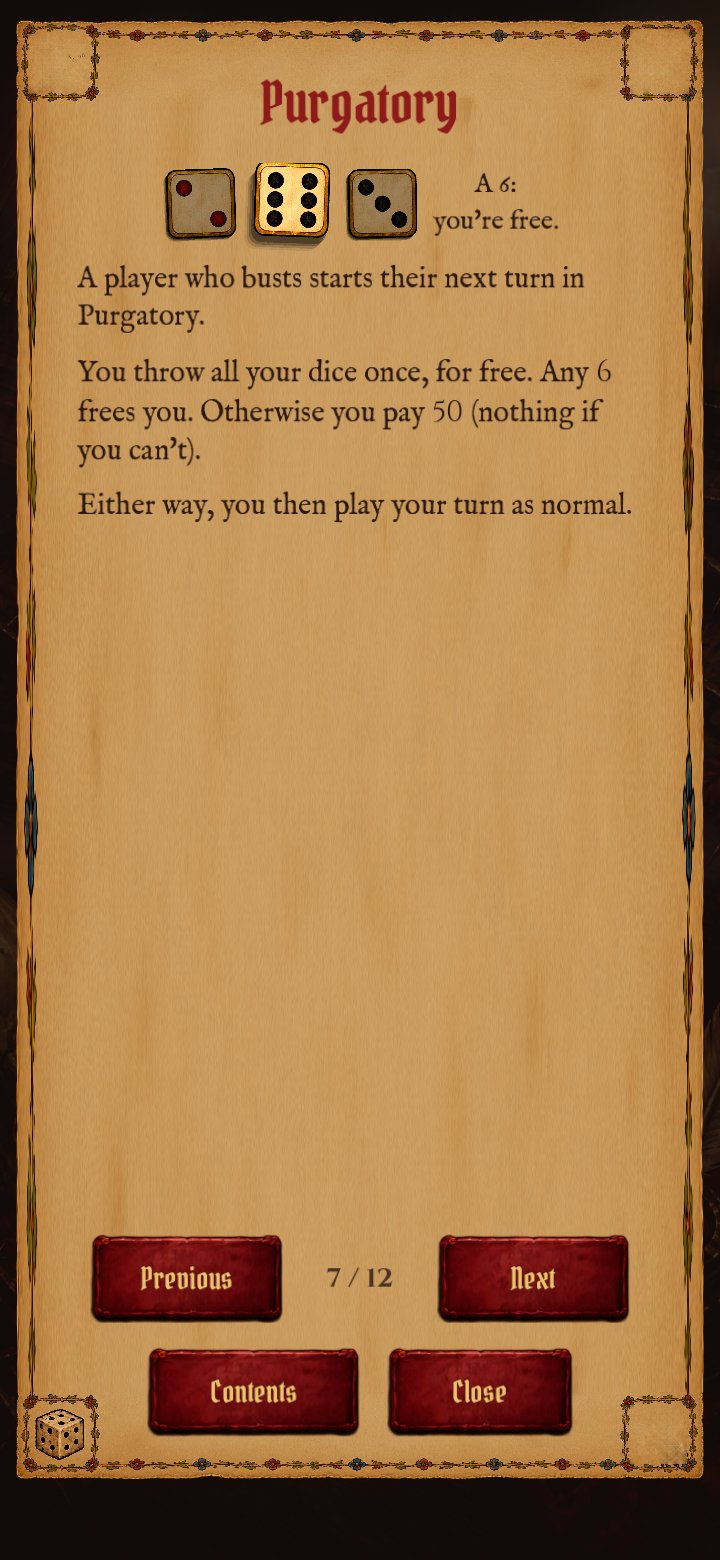 Purgatory
A 6:
you're free.
A player who busts starts their next turn in
Purgatory.
You throw all your dice once, for free. Any 6
frees you. Otherwise you pay 50 (nothing if
you can't).
Either way, you then play your turn as normal.
Previous
7 / 12
Next
Contents
Close